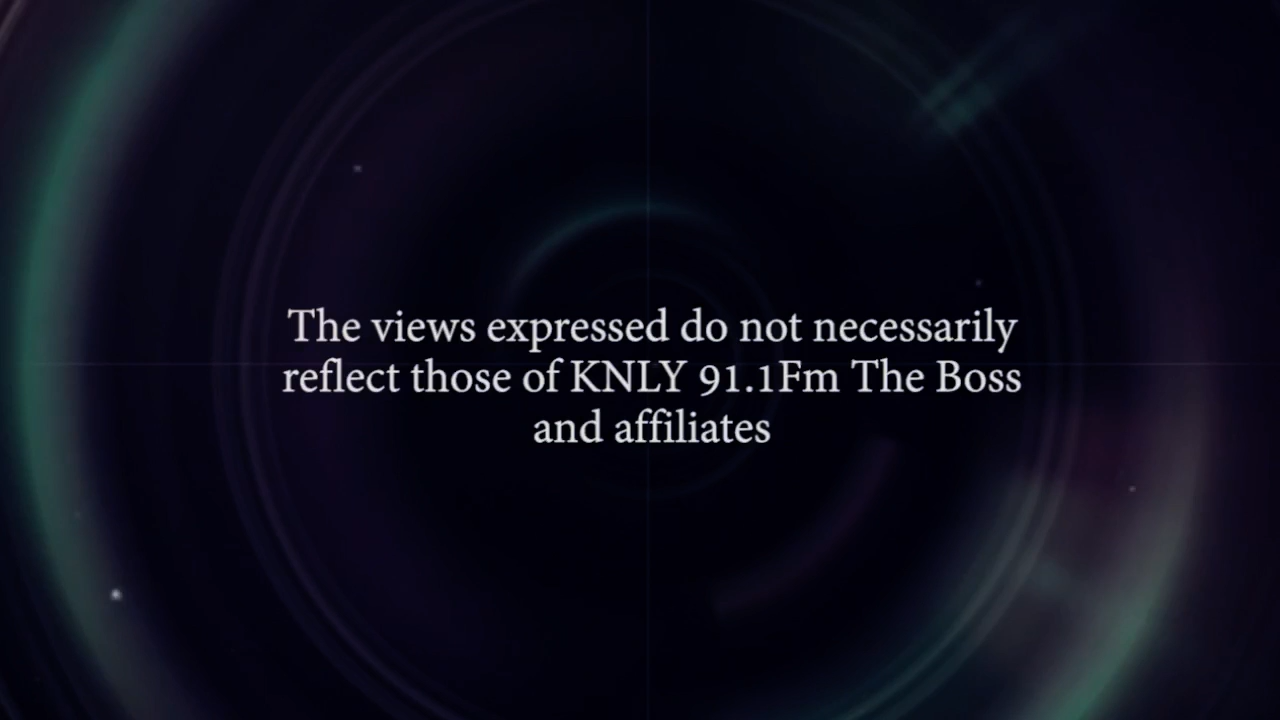 The views expressed do not necessarily
reflect those of KNLY 91.1Fm The Boss
and affiliates